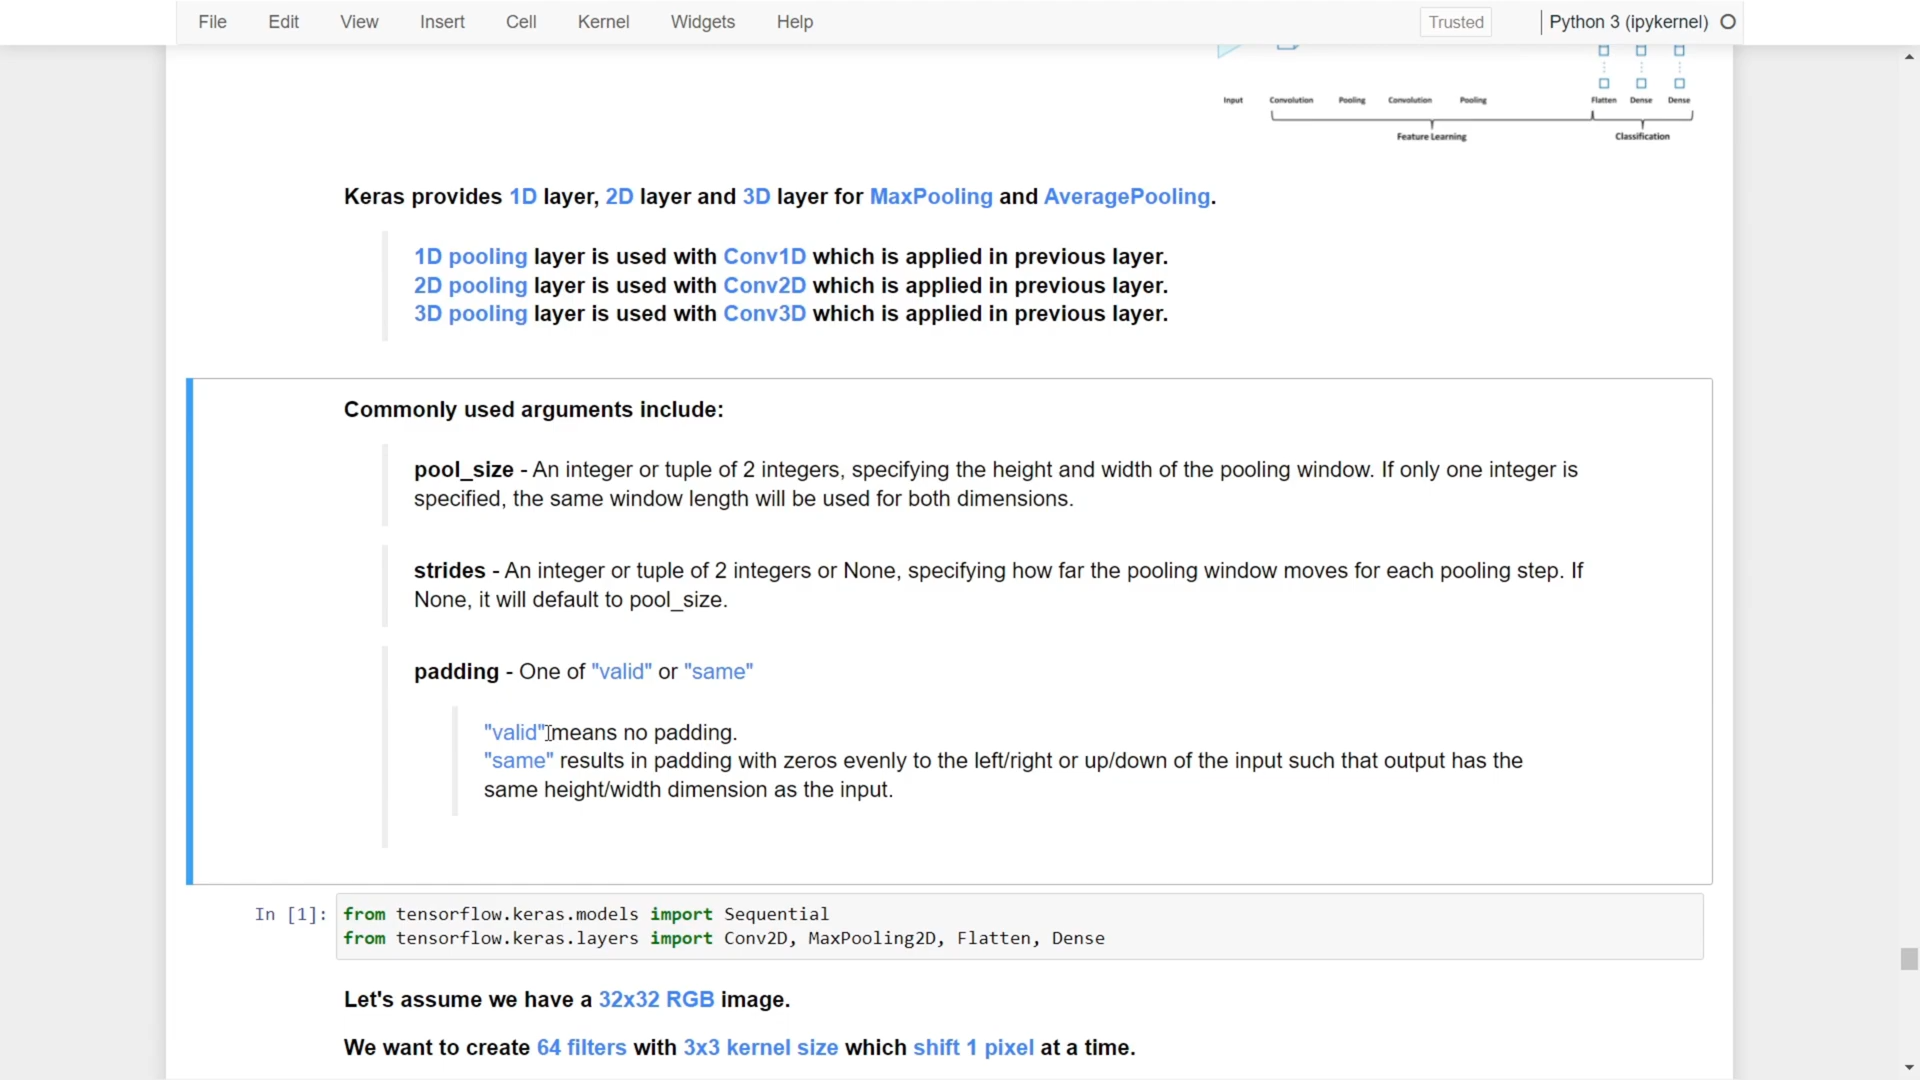 File Edit View Insert Cell Kernel Widgets Help Trusted Python 3 (ipykernel)
Input Convolution Pooling Convolution Pooling Flatten Dense Dense
Feature Learning Classification
Keras provides 1D layer, 2D layer and 3D layer for MaxPooling and AveragePooling.
1D pooling layer is used with Conv1D which is applied in previous layer.
2D pooling layer is used with Conv2D which is applied in previous layer.
3D pooling layer is used with Conv3D which is applied in previous layer.
Commonly used arguments include:
pool_size - An integer or tuple of 2 integers, specifying the height and width of the pooling window. If only one integer is
specified, the same window length will be used for both dimensions.
strides - An integer or tuple of 2 integers or None, specifying how far the pooling window moves for each pooling step. If
None, it will default to pool_size.
padding - One of "valid" or "same"
"valid" means no padding.
"same" results in padding with zeros evenly to the left/right or up/down of the input such that output has the
same height/width dimension as the input.
In [1]: from tensorflow.keras.models import Sequential
from tensorflow.keras.layers import Conv2D, MaxPooling2D, Flatten, Dense
Let's assume we have a 32x32 RGB image.
We want to create 64 filters with 3x3 kernel size which shift 1 pixel at a time.